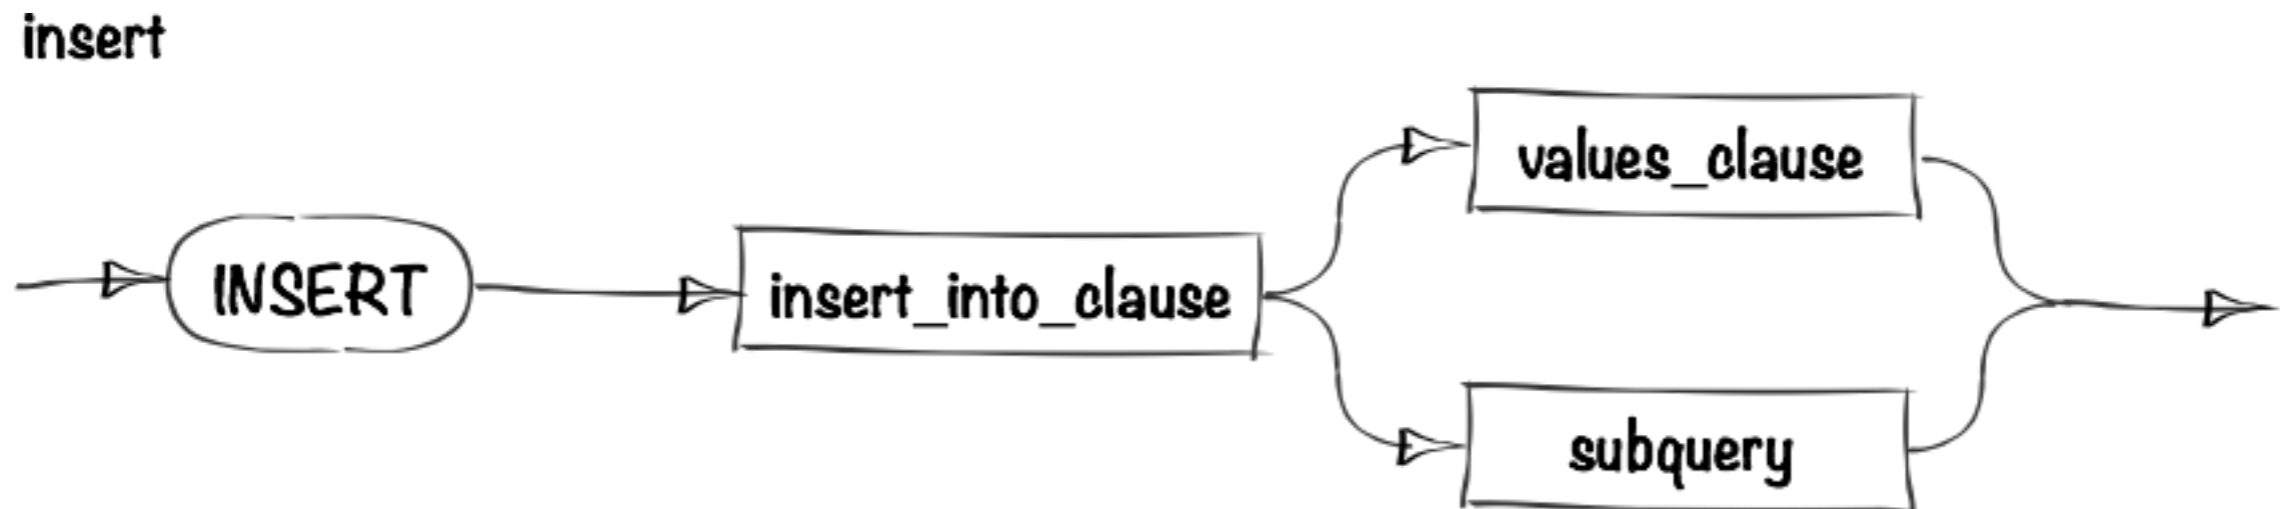 insert
values_clause
INSERT
insert_into_clause
subquery